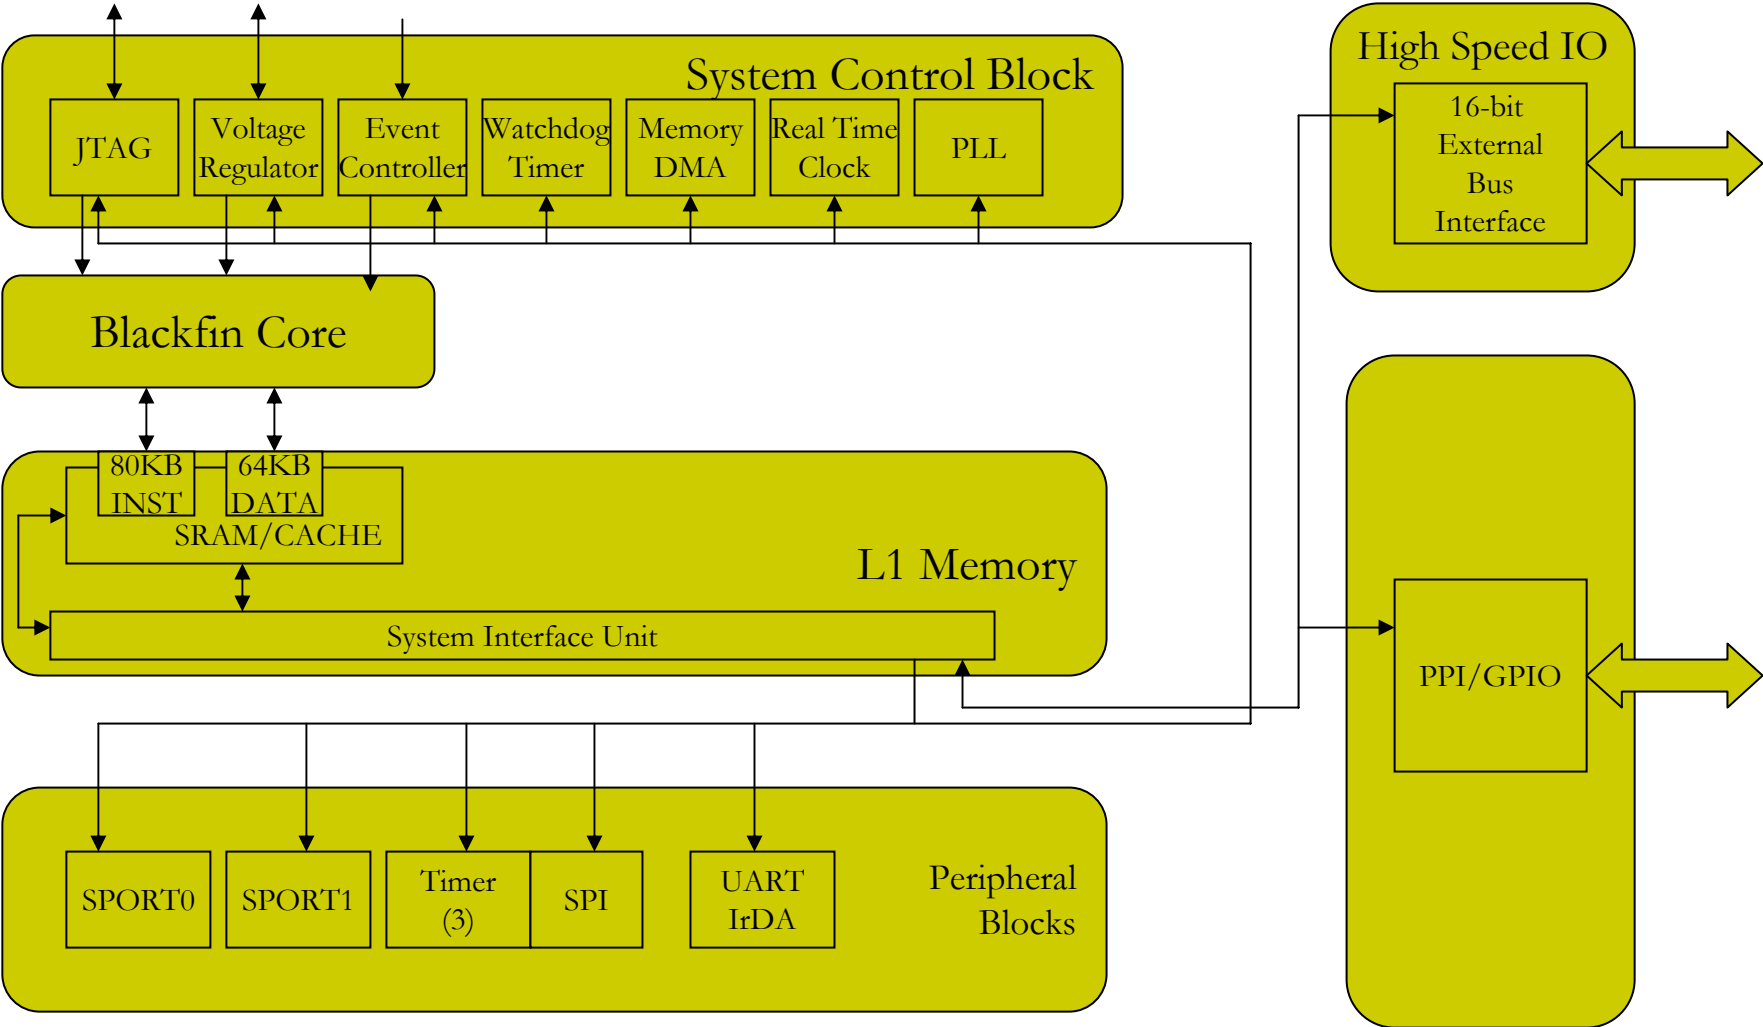 System Control Block
JTAG
Voltage
Regulator
Event
Controller
Watchdog
Timer
Memory
DMA
Real Time
Clock
PLL
High Speed IO
16-bit
External
Bus
Interface
Blackfin Core
80KB
INST
64KB
DATA
SRAM/CACHE
L1 Memory
System Interface Unit
PPI/GPIO
SPORT0
SPORT1
Timer
(3)
SPI
UART
IrDA
Peripheral
Blocks